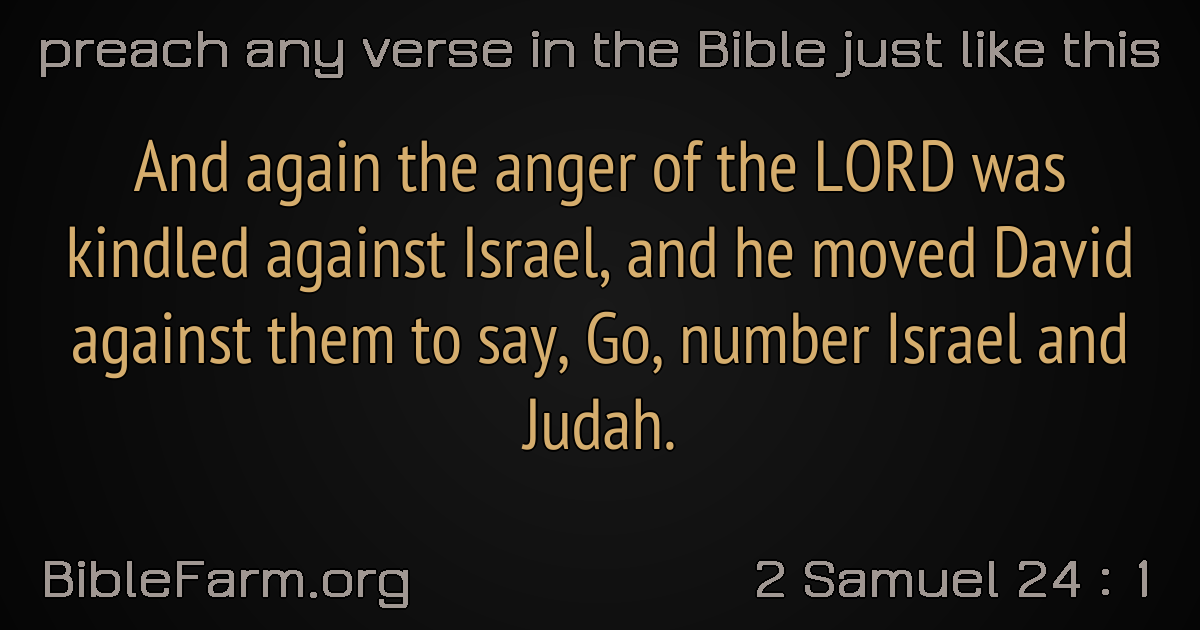 preach any verse in the Bible just like this
And again the anger of the LORD was
kindled against Israel, and he moved David
against them to say, Go, number Israel and
Judah.
BibleFarm.org
2 Samuel 24 : 1